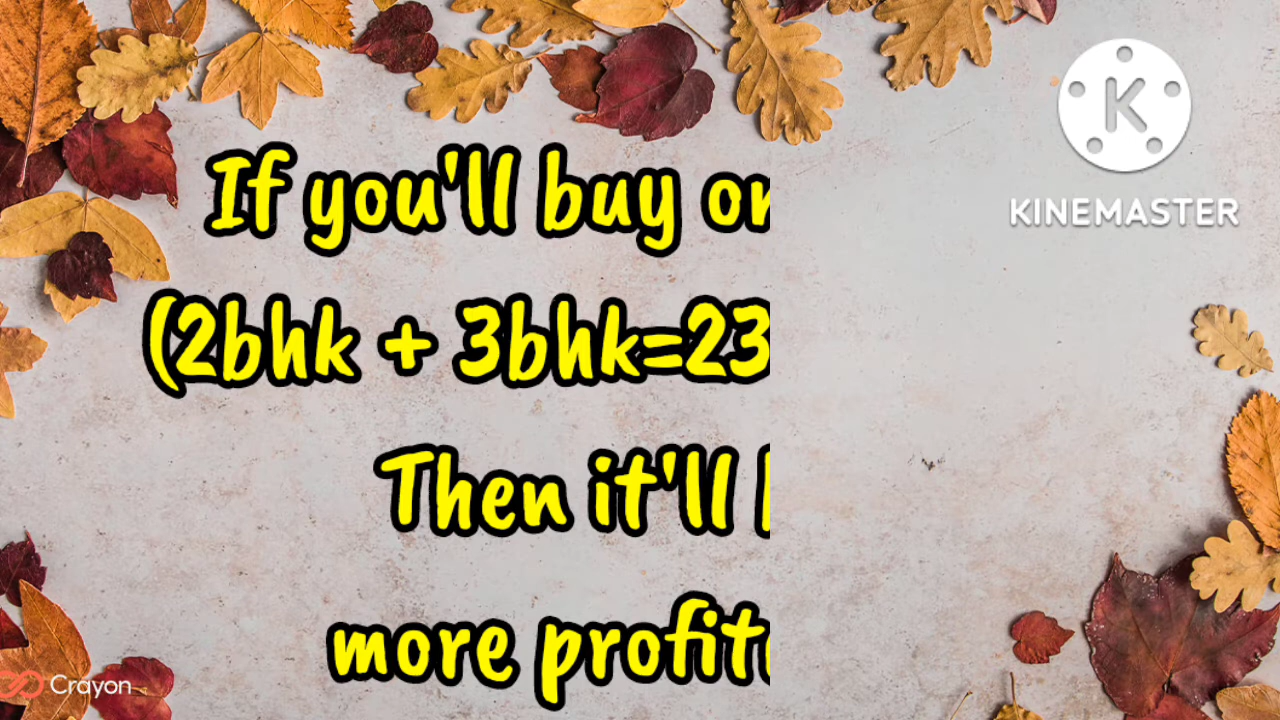 If you'll buy
(2bhk + 3bhk=23
Then it'll
more
KINEMASTER
Crayon